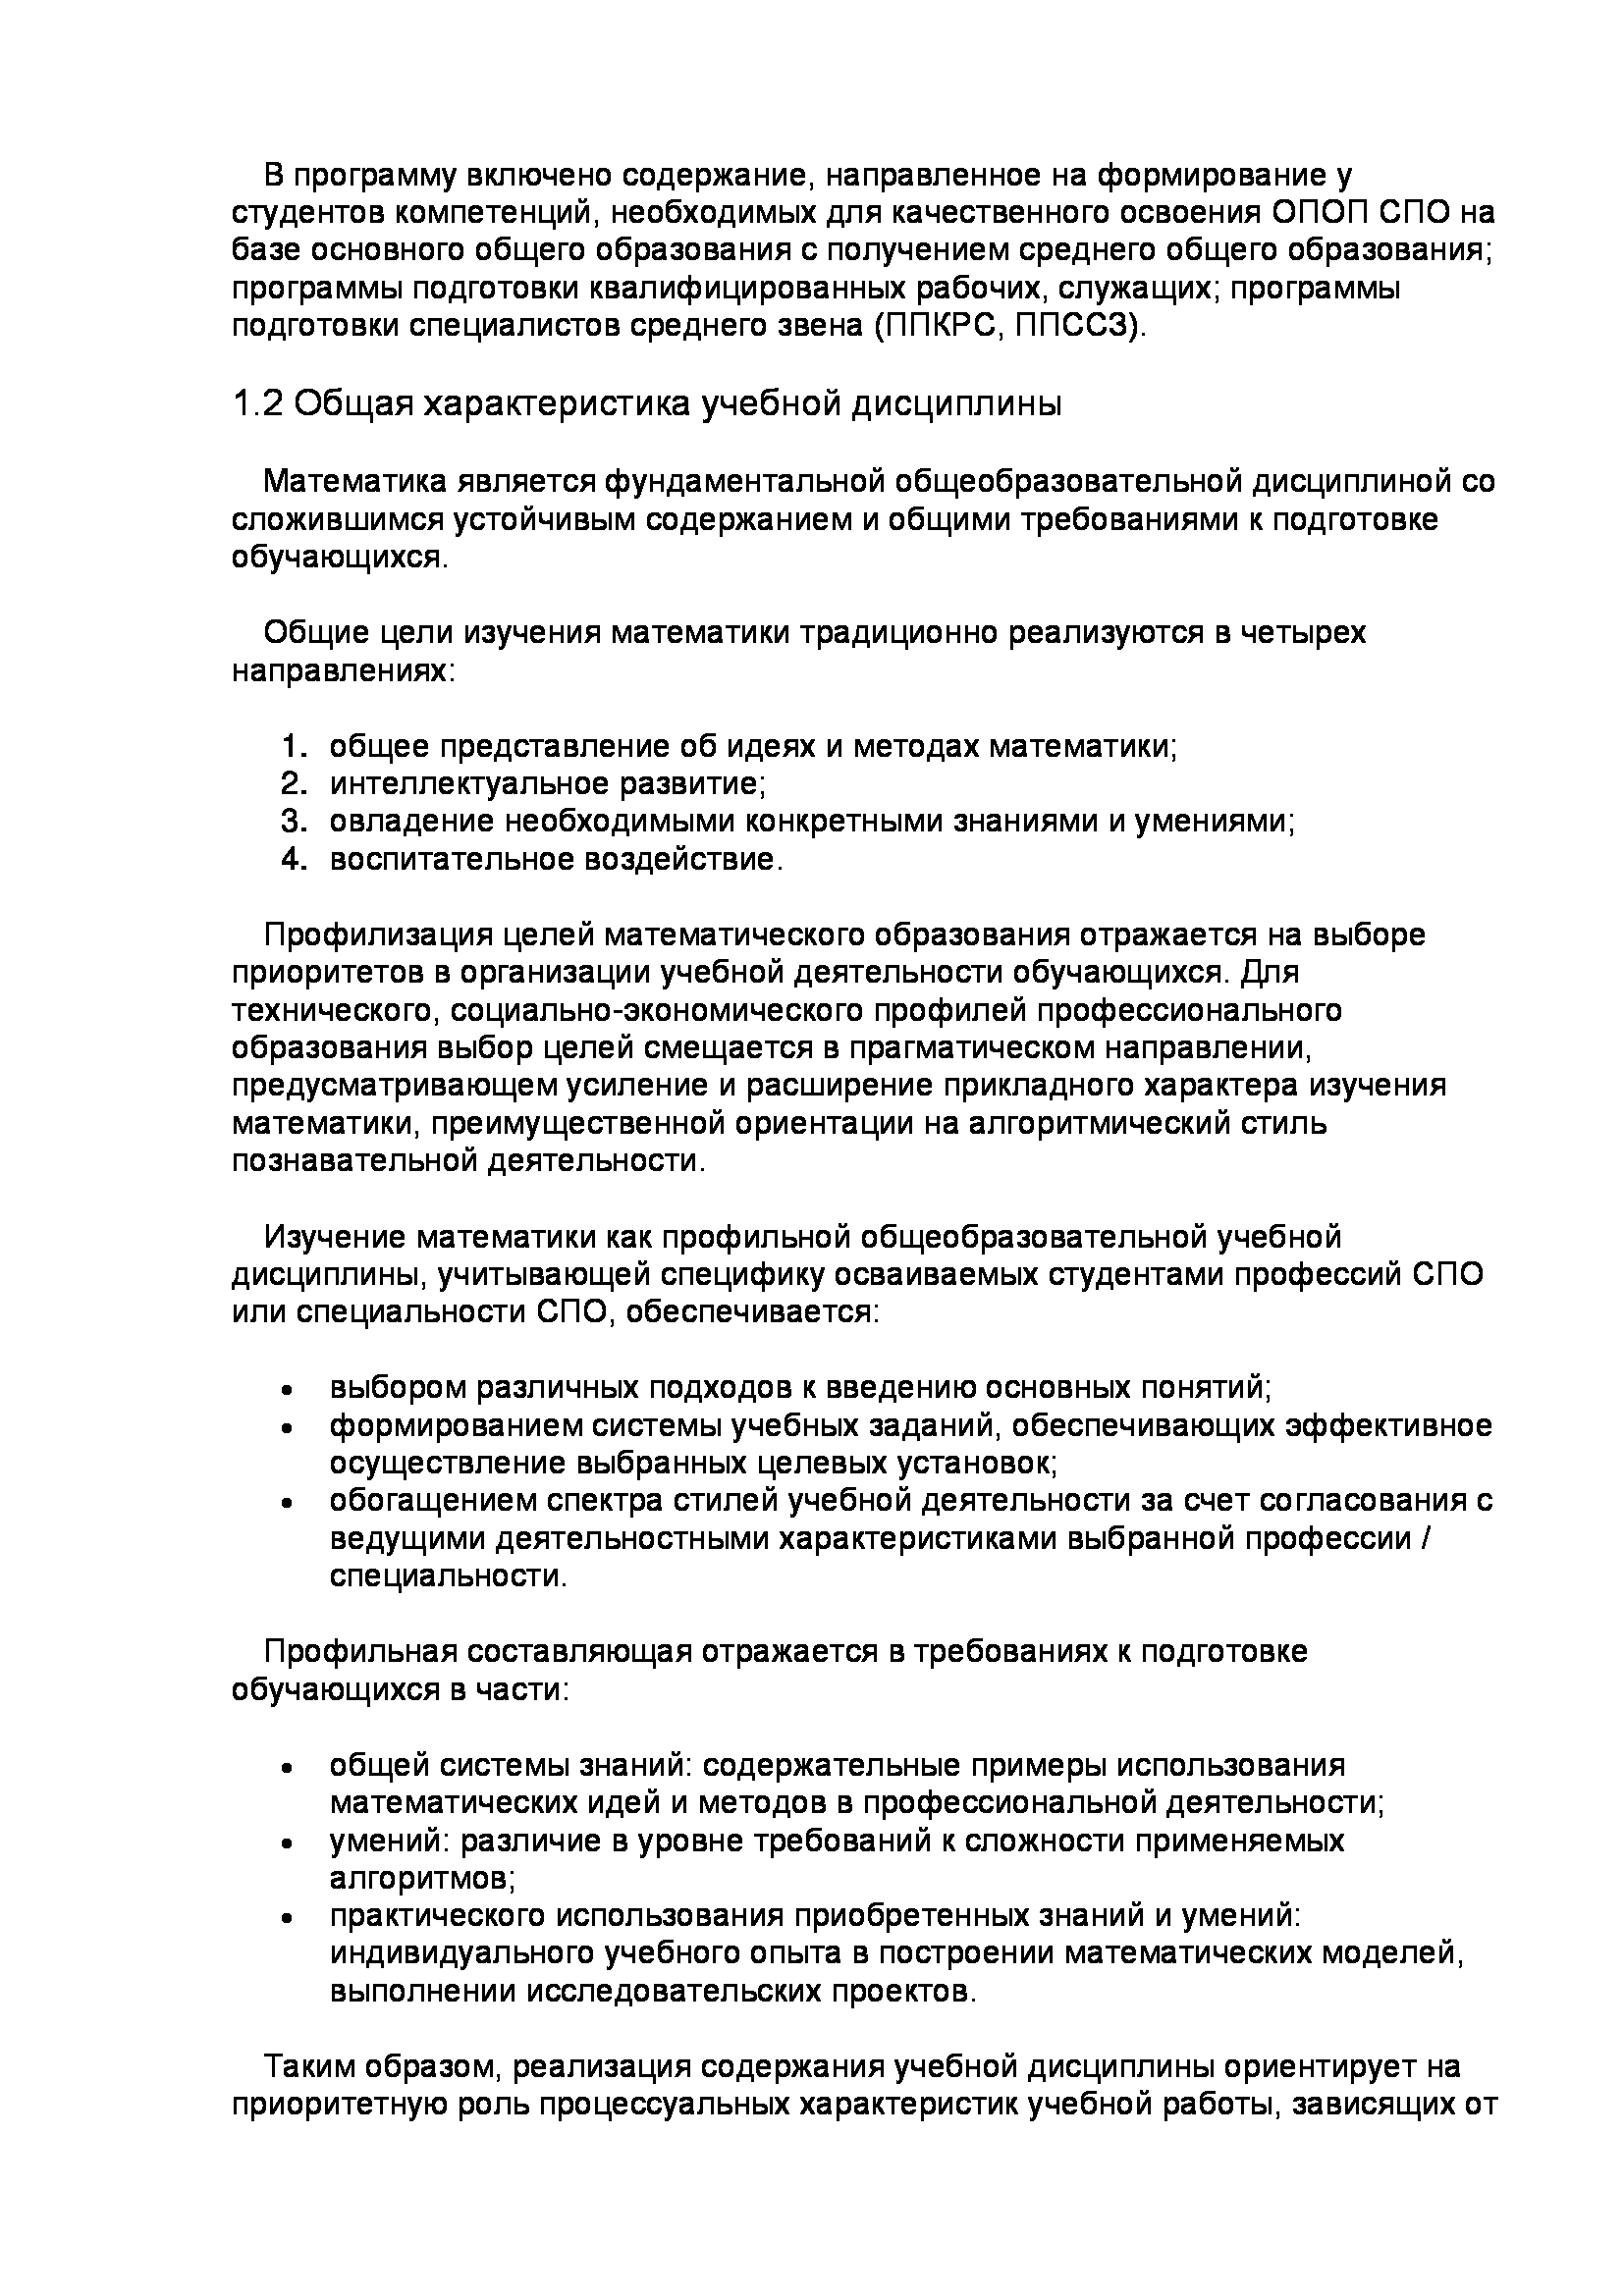 В программу включено содержание, направленное на формирование у
студентов компетенций, необходимых для качественного освоения ОПОП СПО на
базе основного общего образования с получением среднего общего образования;
программы подготовки квалифицированных рабочих, служащих; программы
подготовки специалистов среднего звена (ППКРС, ППССЗ).
1.2 Общая характеристика учебной дисциплины
Математика является фундаментальной общеобразовательной дисциплиной со
сложившимся устойчивым содержанием и общими требованиями к подготовке
обучающихся.
Общие цели изучения математики традиционно реализуются в четырех
направлениях:
1. общее представление об идеях и методах математики;
2. интеллектуальное развитие;
3. овладение необходимыми конкретными знаниями и умениями;
4. воспитательное воздействие.
Профилизация целей математического образования отражается на выборе
приоритетов в организации учебной деятельности обучающихся. Для
технического, социально-экономического профилей профессионального
образования выбор целей смещается в прагматическом направлении,
предусматривающем усиление и расширение прикладного характера изучения
математики, преимущественной ориентации на алгоритмический стиль
познавательной деятельности.
Изучение математики как профильной общеобразовательной учебной
дисциплины, учитывающей специфику осваиваемых студентами профессий СПО
или специальности СПО, обеспечивается:
• выбором различных подходов к введению основных понятий;
• формированием системы учебных заданий, обеспечивающих эффективное
осуществление выбранных целевых установок;
• обогащением спектра стилей учебной деятельности за счет согласования с
ведущими деятельностными характеристиками выбранной профессии /
специальности.
Профильная составляющая отражается в требованиях к подготовке
обучающихся в части:
• общей системы знаний: содержательные примеры использования
математических идей и методов в профессиональной деятельности;
• умений: различие в уровне требований к сложности применяемых
алгоритмов;
• практического использования приобретенных знаний и умений:
индивидуального учебного опыта в построении математических моделей,
выполнении исследовательских проектов.
Таким образом, реализация содержания учебной дисциплины ориентирует на
приоритетную роль процессуальных характеристик учебной работы, зависящих от